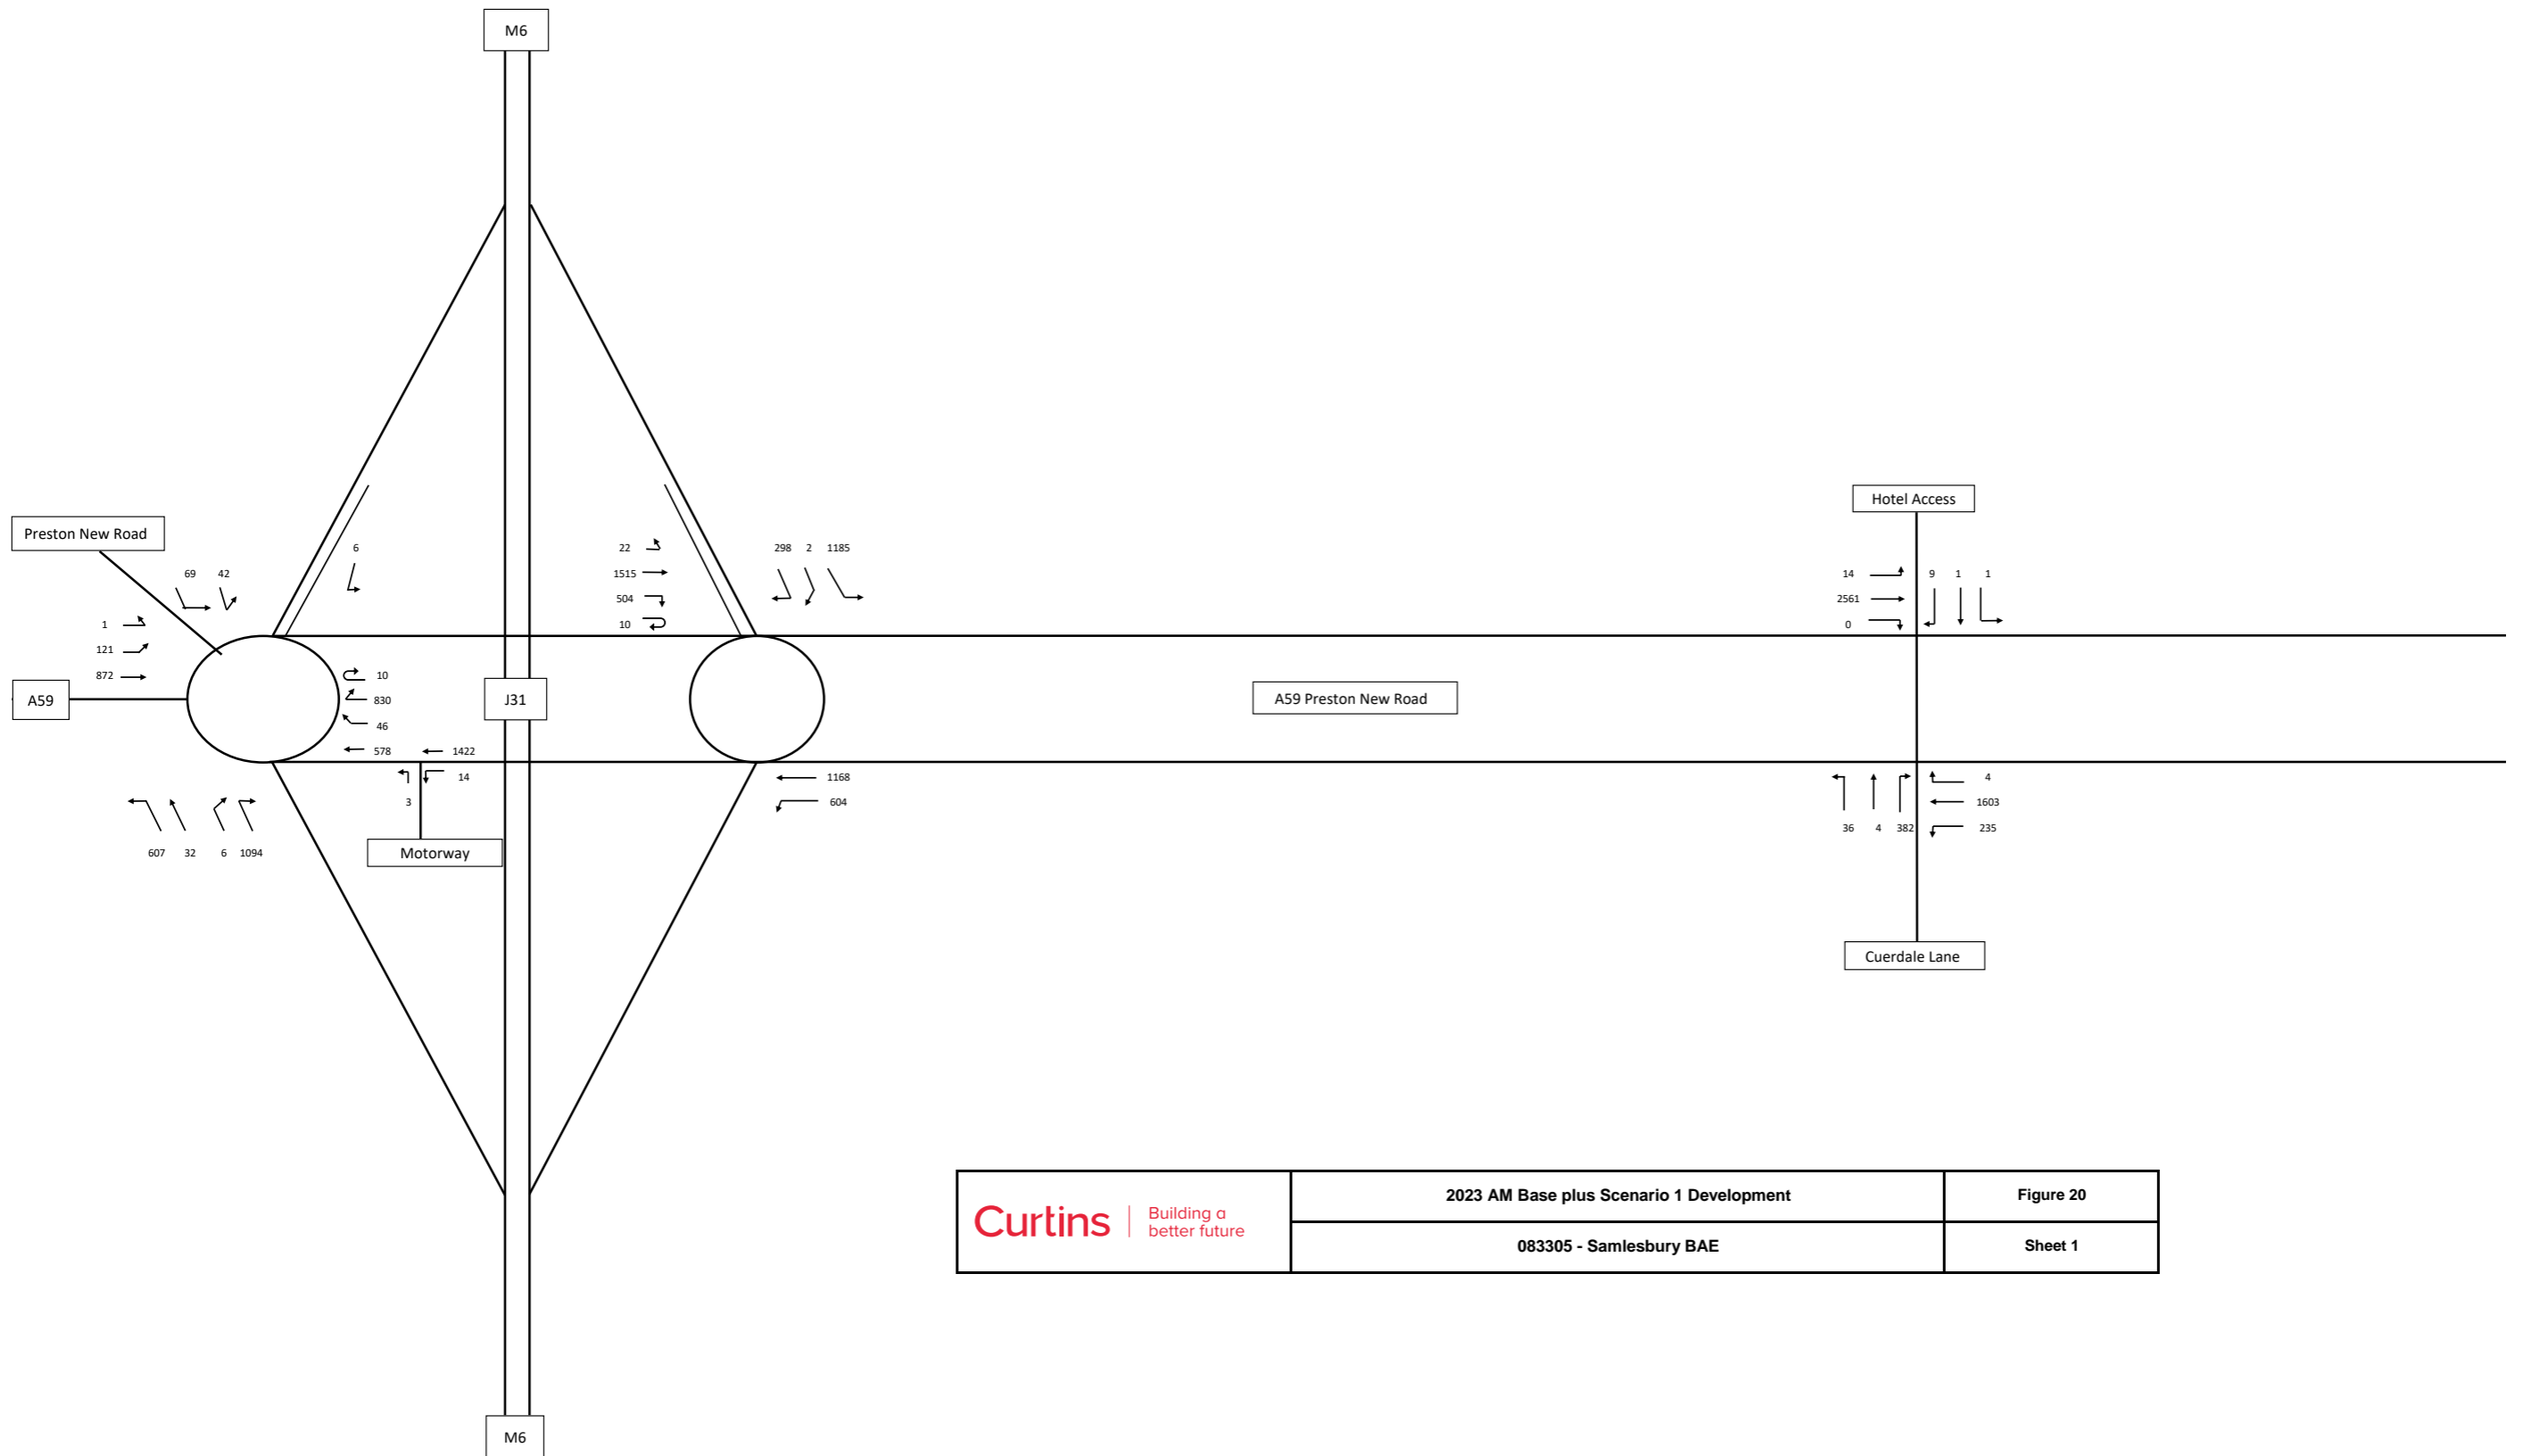 M6
Hotel Access
Preston New Road
6
22
298 2 1185
1515
69 42
504
14
9 1 1
2561
1
10
0
121
872
10
A59
830
J31
A59 Preston New Road
46
578
1422
14
1168
4
3
604
1603
36 4 382
235
607 32 6 1094
Motorway
Cuerdale Lane
Curtins
Building a
better future
2023 AM Base plus Scenario 1 Development
Figure 20
083305 - Samlesbury BAE
Sheet 1
M6